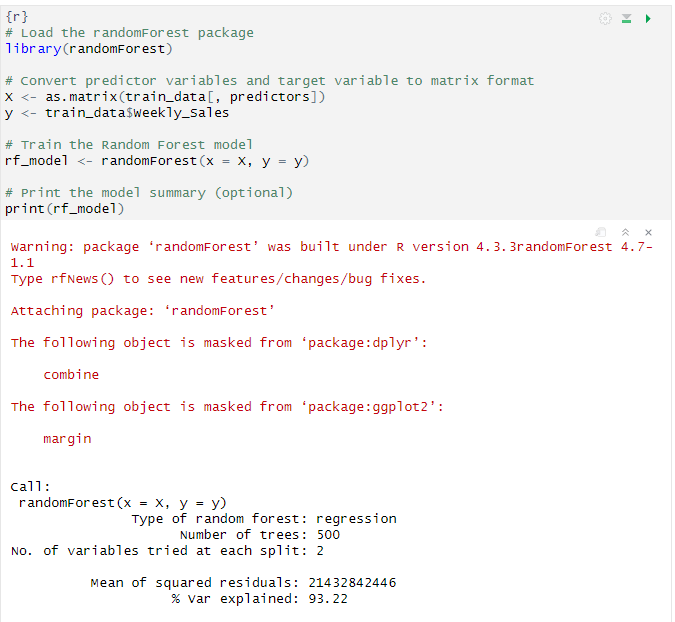 {r}
# Load the randomForest package
library(randomForest)
# Convert predictor variables and target variable to matrix format
X <- as.matrix(train_data[, predictors])
y <- train_data$Weekly_Sales
# Train the Random Forest model
rf_model <- randomForest(x = X, y = y)
# Print the model summary (optional)
print(rf_model)
Warning: package ‘randomForest’ was built under R version 4.3.3randomForest 4.7-
1.1
Type rfNews() to see new features/changes/bug fixes.
Attaching package: ‘randomForest’
The following object is masked from ‘package:dplyr’:
combine
The following object is masked from ‘package:ggplot2’:
margin
Call:
randomForest(x = X, y = y)
Type of random forest: regression
Number of trees: 500
No. of variables tried at each split: 2
Mean of squared residuals: 21432842446
% Var explained: 93.22